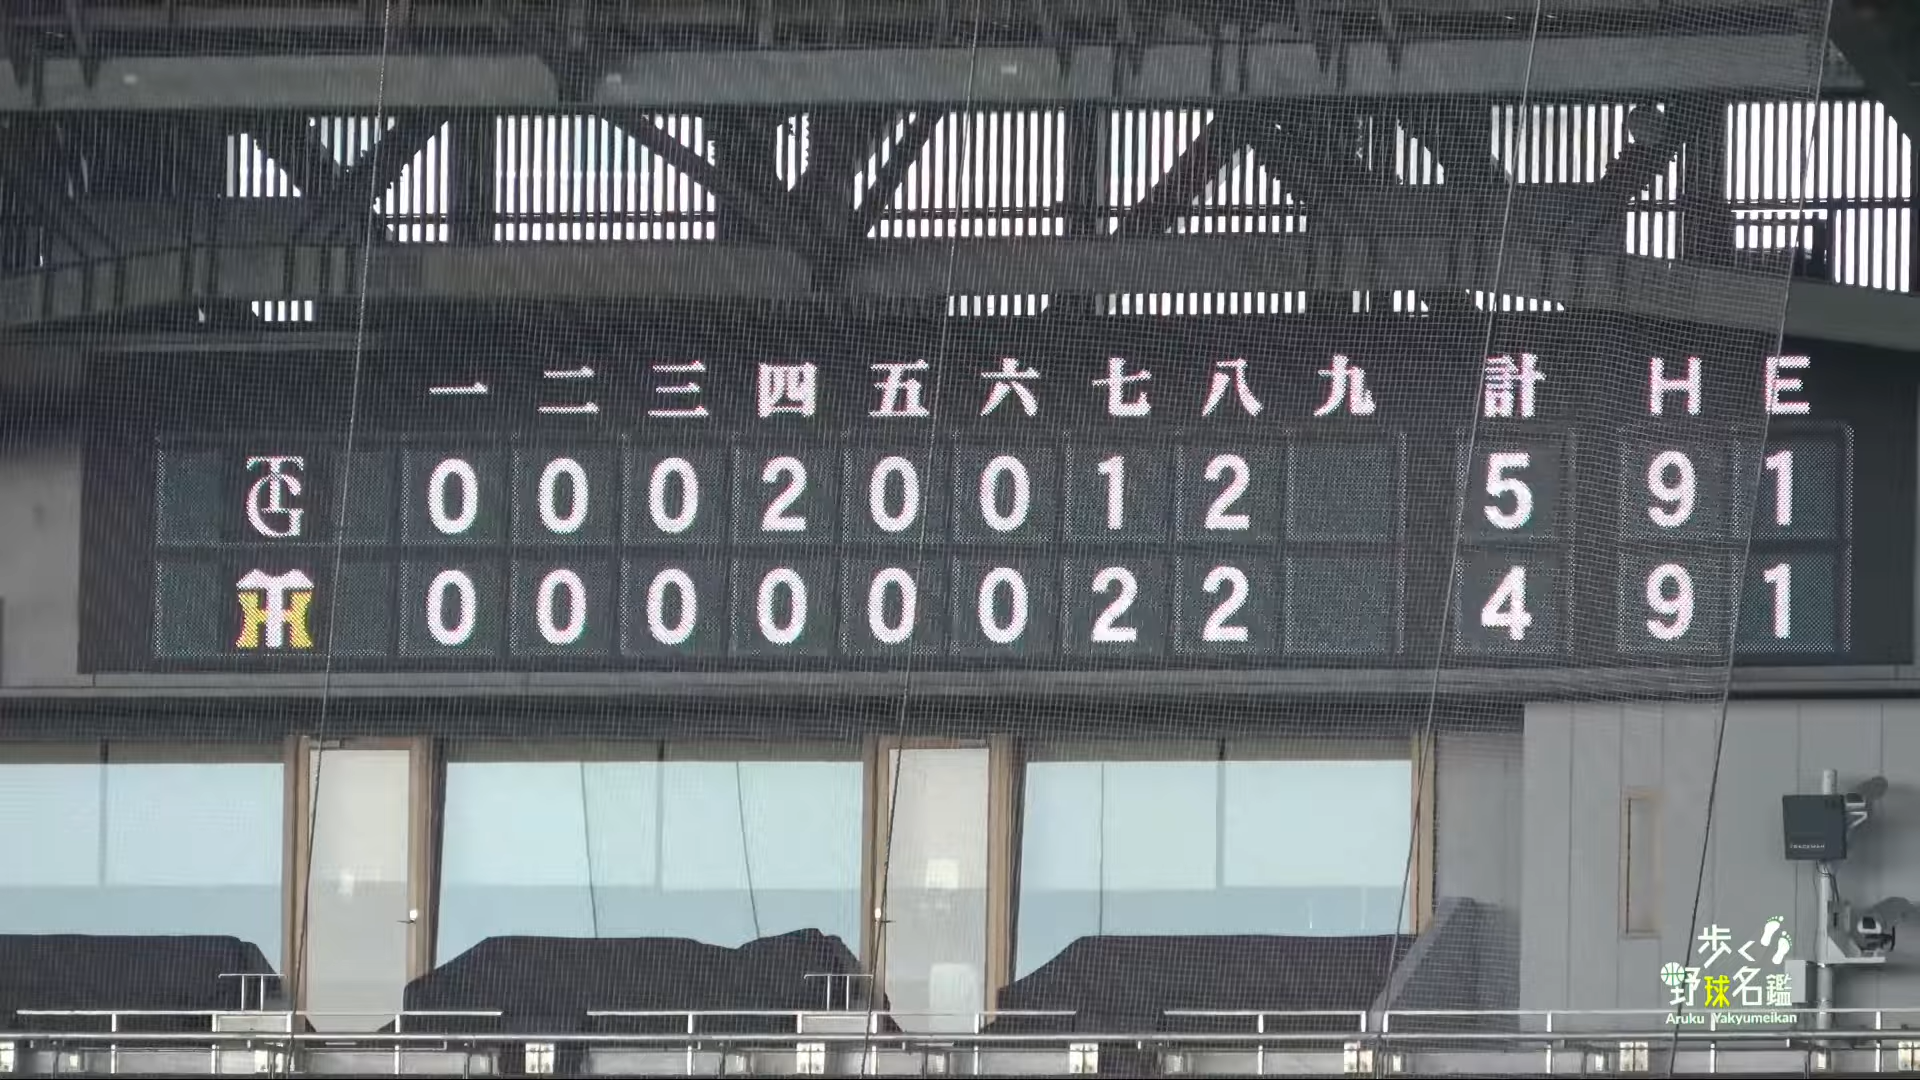 一 二 三 四 五 六 七 八 九 計 H E
TG 0 0 0 2 0 0 1 2 5 9 1
TH 0 0 0 0 0 0 2 2 4 9 1
歩く
野球名鑑
Aruku Yakyumeikan